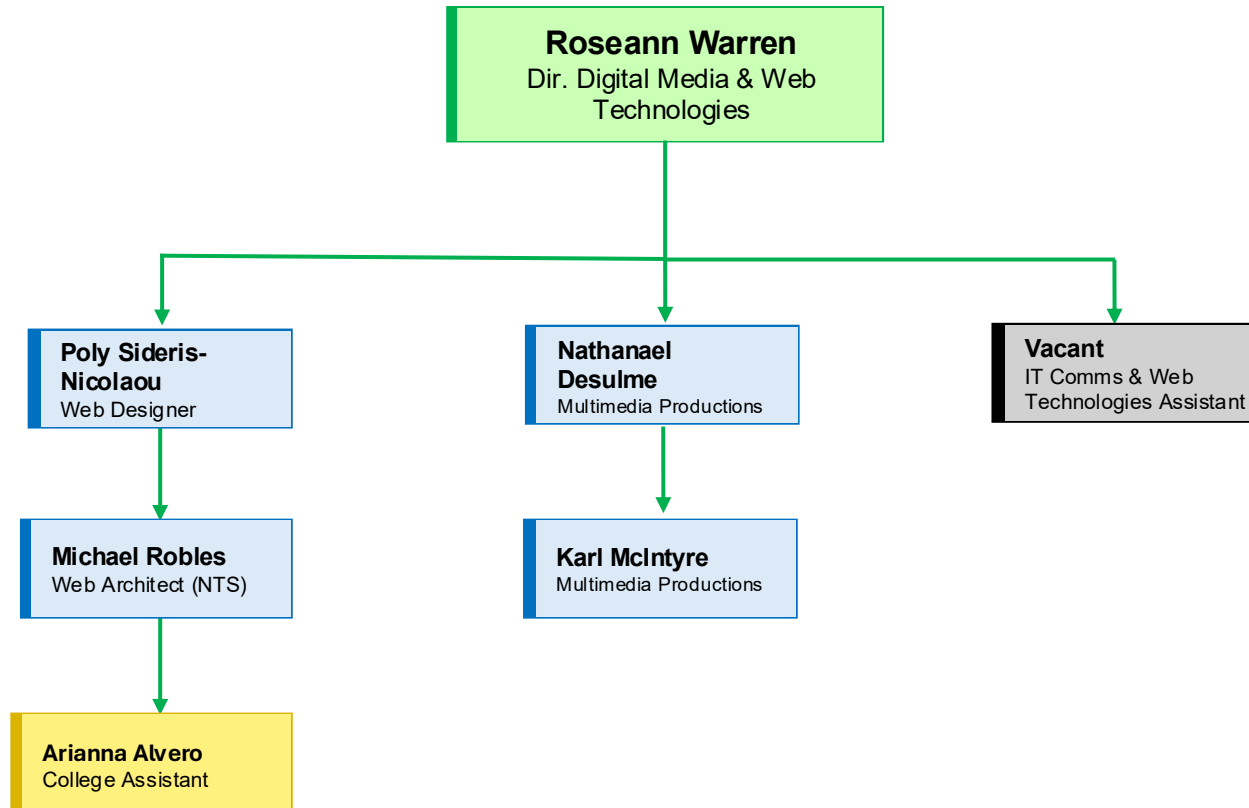 Roseann Warren
Dir. Digital Media & Web
Technologies
Poly Sideris-
Nicolaou
Web Designer
Nathanael
Desulme
Multimedia Productions
Vacant
IT Comms & Web
Technologies Assistant
Michael Robles
Web Architect (NTS)
Karl McIntyre
Multimedia Productions
Arianna Alvero
College Assistant